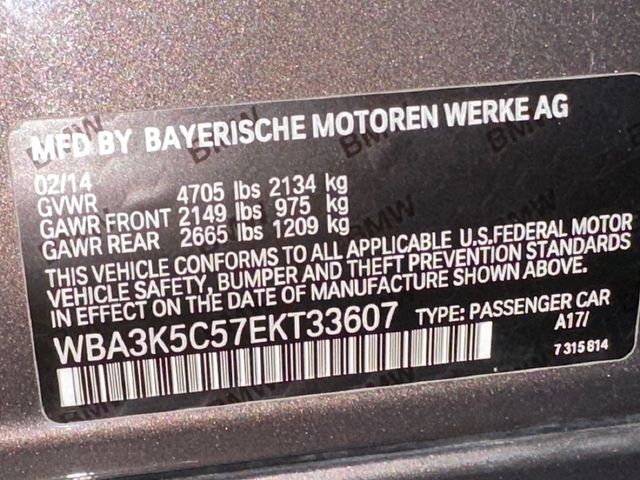 MFD BY BAYERISCHE MOTOREN WERKE AG
02/14
GVWR 4705 lbs 2134 kg
GAWR FRONT 2149 lbs 975 kg
GAWR REAR 2665 lbs 1209 kg
THIS VEHICLE CONFORMS TO ALL APPLICABLE U.S.FEDERAL MOTOR
VEHICLE SAFETY, BUMPER AND THEFT PREVENTION STANDARDS
IN EFFECT ON THE DATE OF MANUFACTURE SHOWN ABOVE.
WBA3K5C57EKT33607 TYPE: PASSENGER CAR
A17/
7 315 814